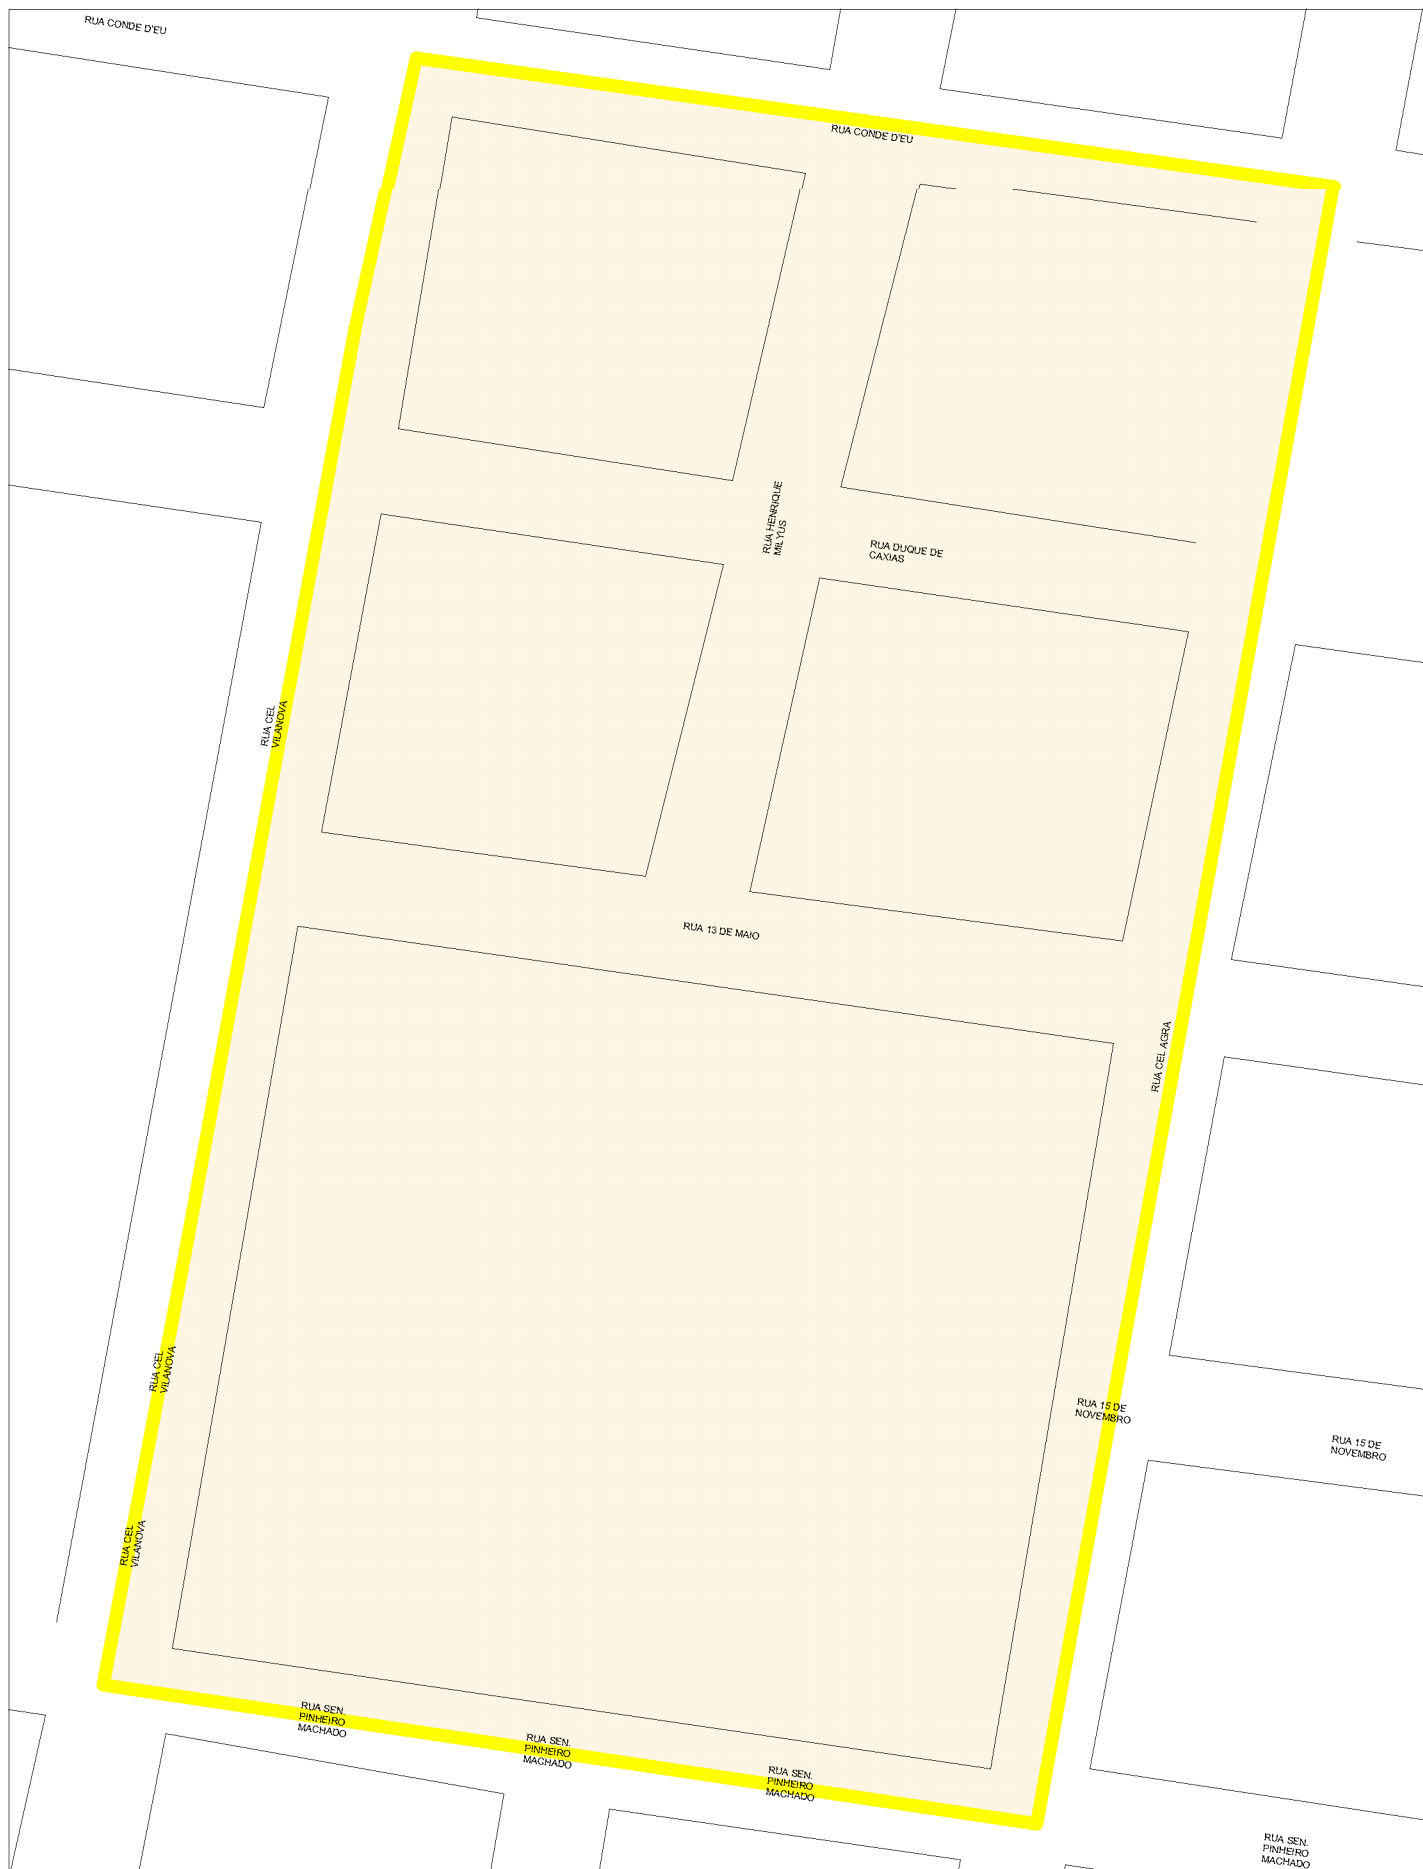 RUA CONDE D'EU
RUA CONDE D'EU
RUA HENRIQUE
MILYUS
RUA DUQUE DE
CAXIAS
RUA CEL
VILANOVA
RUA 13 DE MAIO
RUA CEL AGRA
RUA CEL
VILANOVA
RUA 15 DE
NOVEMBRO
RUA 15 DE
NOVEMBRO
RUA CEL
VILANOVA
RUA SEN.
PINHEIRO
MACHADO
RUA SEN.
PINHEIRO
MACHADO
RUA SEN.
PINHEIRO
MACHADO
RUA SEN.
PINHEIRO
MACHADO